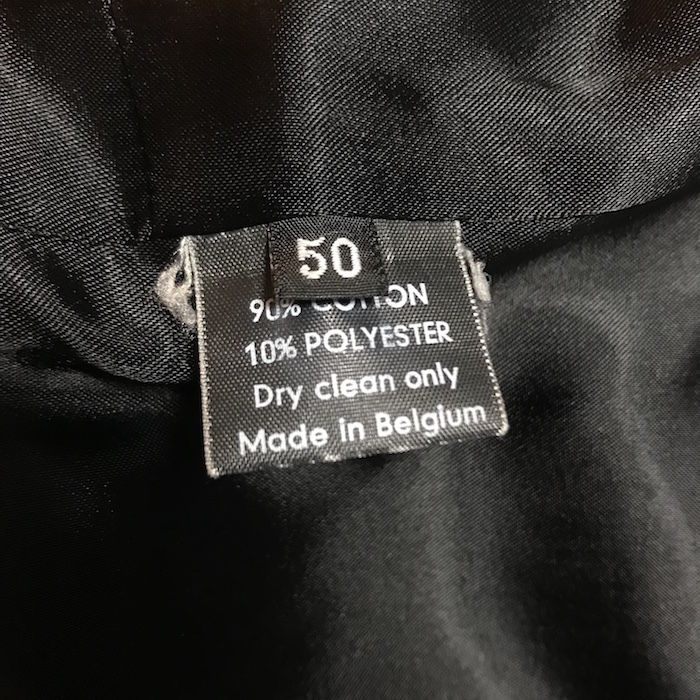 50
90% COTTON
10% POLYESTER
Dry clean only
Made in Belgium